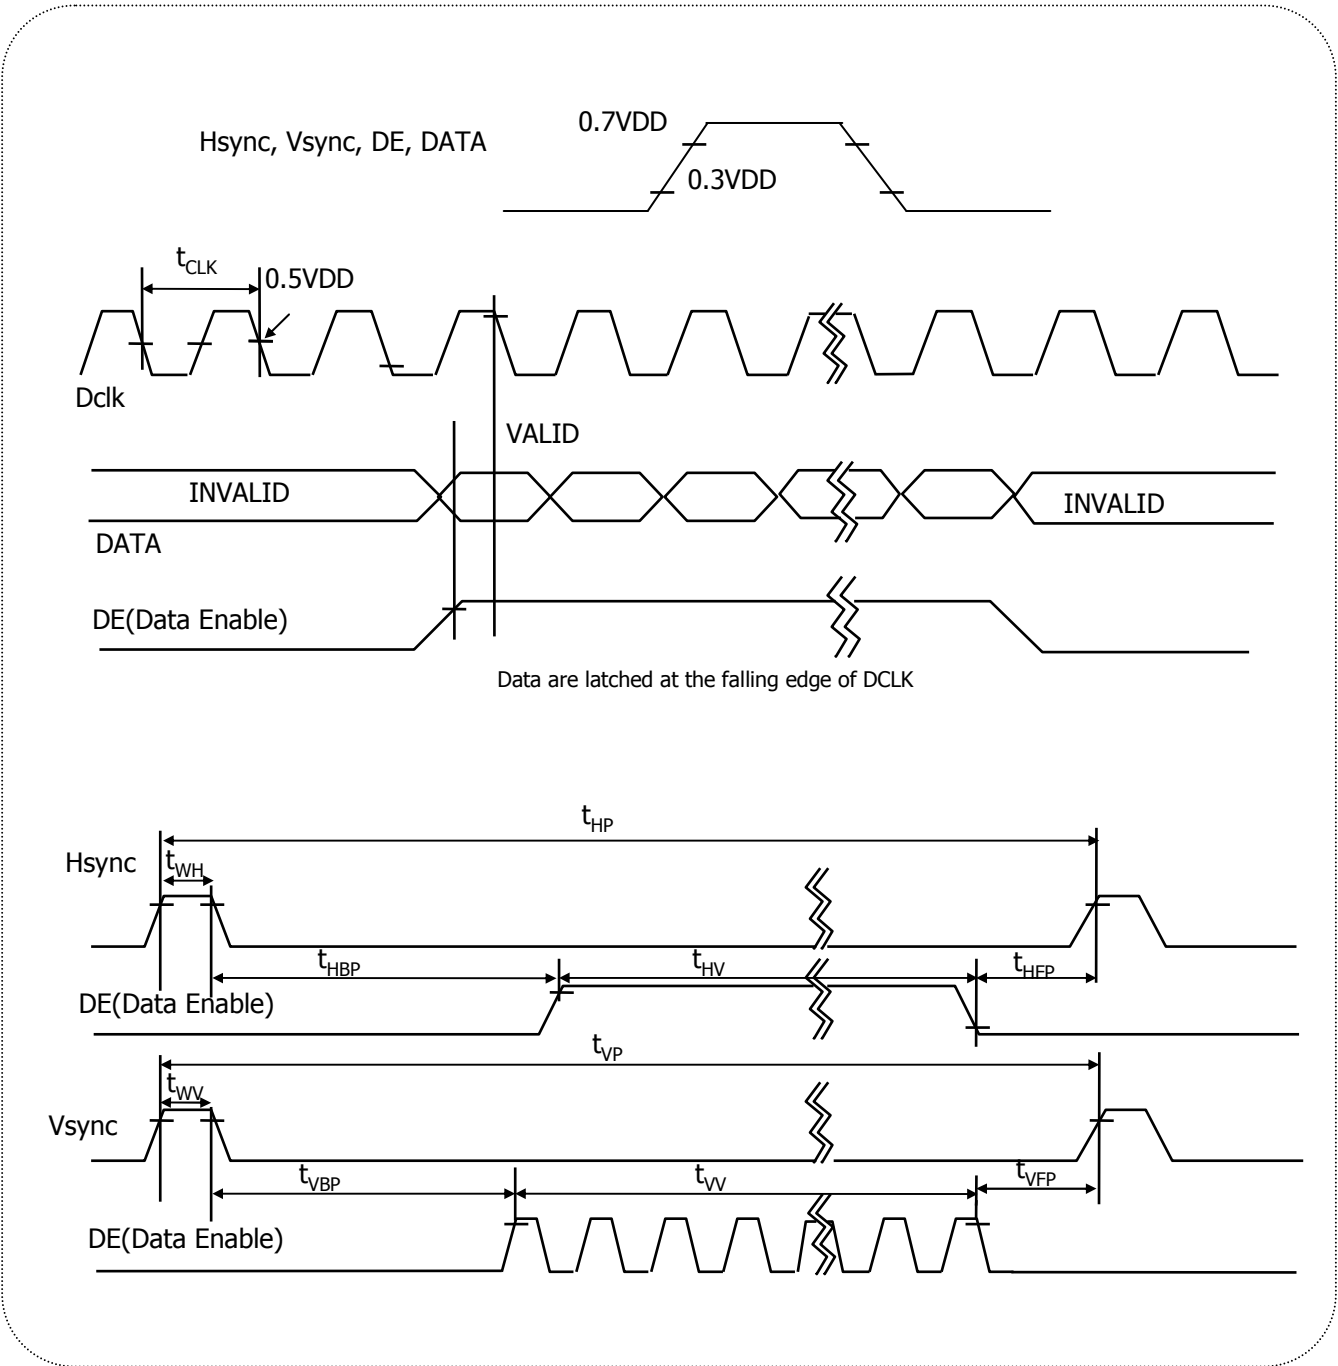 0.7VDD
Hsync, Vsync, DE, DATA
0.3VDD
tCLK
0.5VDD
Dclk
VALID
INVALID
INVALID
DATA
DE(Data Enable)
Data are latched at the falling edge of DCLK
tHP
Hsync
tWH
tHBP
tHV
tHFP
DE(Data Enable)
tVP
tWV
Vsync
tVBP
tVV
tVFP
DE(Data Enable)